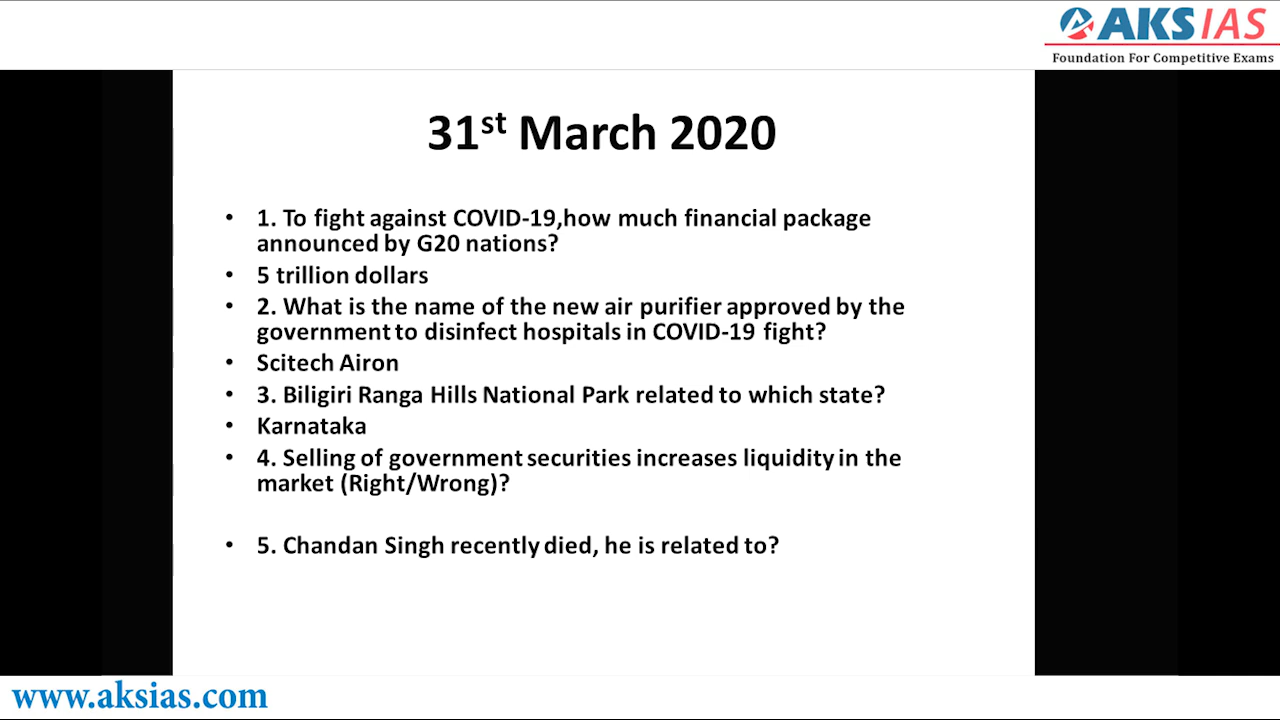 AKS IAS
Foundation For Competitive Exams
31st March 2020
• 1. To fight against COVID-19,how much financial package
announced by G20 nations?
• 5 trillion dollars
• 2. What is the name of the new air purifier approved by the
government to disinfect hospitals in COVID-19 fight?
• Scitech Airon
• 3. Biligiri Ranga Hills National Park related to which state?
• Karnataka
• 4. Selling of government securities increases liquidity in the
market (Right/Wrong)?
• 5. Chandan Singh recently died, he is related to?
www.aksias.com